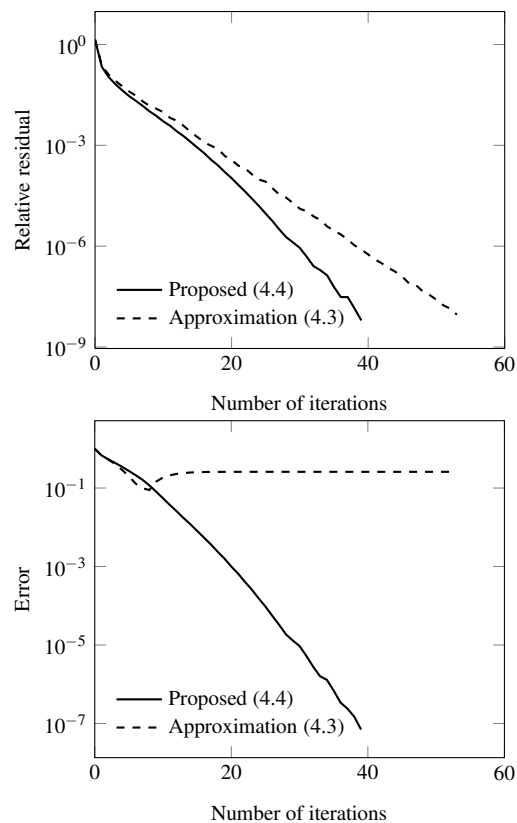 10^0
10^−3
10^−6
10^−9
Relative residual
Proposed (4.4)
Approximation (4.3)
0 20 40 60
Number of iterations
10^−1
10^−3
10^−5
10^−7
Error
Proposed (4.4)
Approximation (4.3)
0 20 40 60
Number of iterations